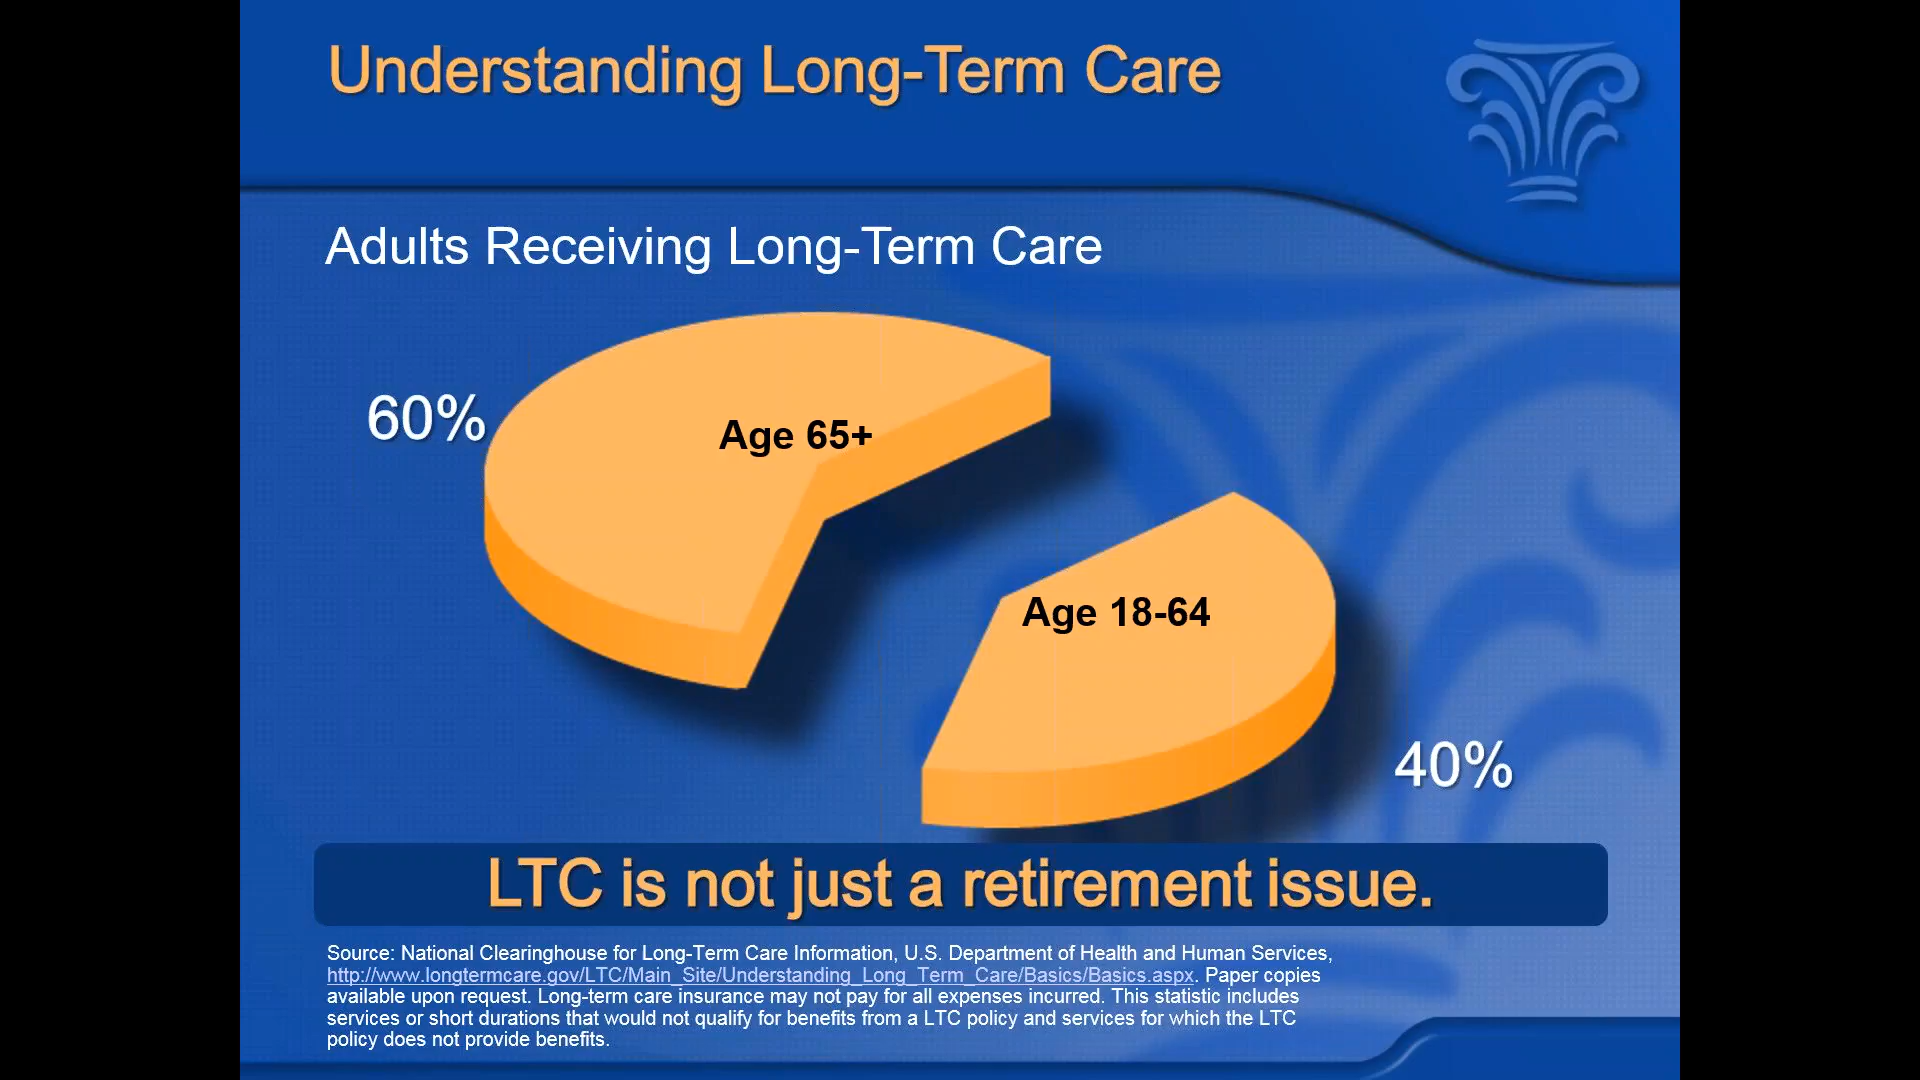 Understanding Long-Term Care
Adults Receiving Long-Term Care
60%
Age 65+
Age 18-64
40%
LTC is not just a retirement issue.
Source: National Clearinghouse for Long-Term Care Information, U.S. Department of Health and Human Services,
http://www.longtermcare.gov/LTC/Main_Site/Understanding_Long_Term_Care/Basics/Basics.aspx. Paper copies
available upon request. Long-term care insurance may not pay for all expenses incurred. This statistic includes
services or short durations that would not qualify for benefits from a LTC policy and services for which the LTC
policy does not provide benefits.